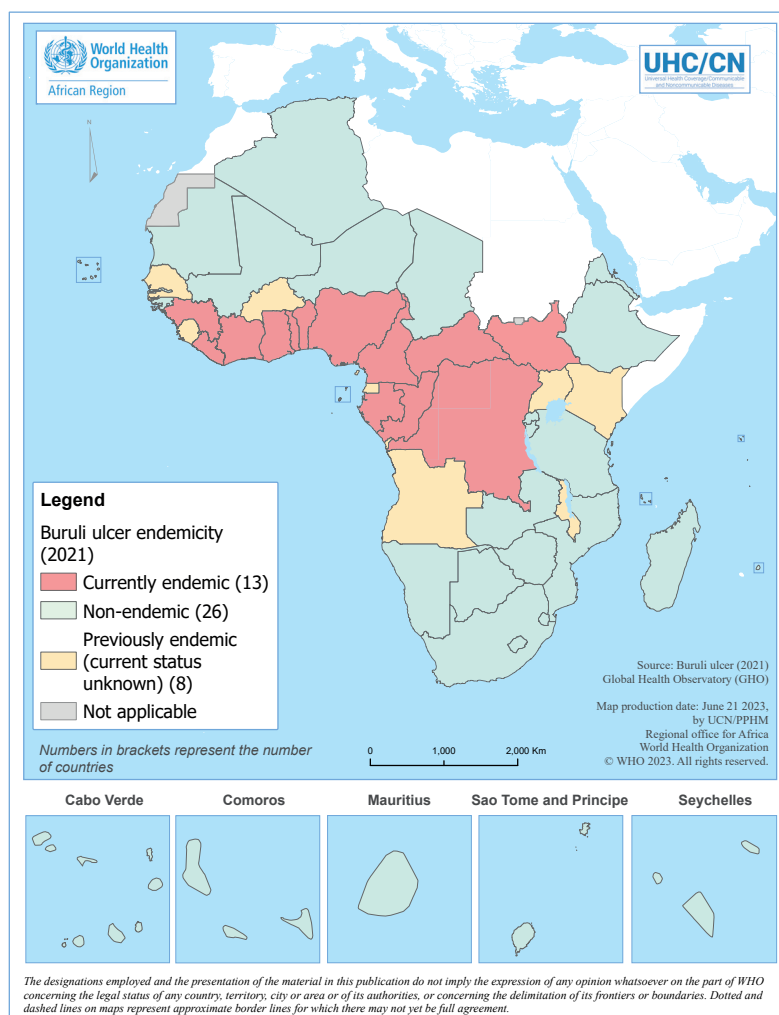 World Health
Organization
African Region
UHC/CN
Universal Health Coverage/Communicable
and Noncommunicable Diseases
N
Legend
Buruli ulcer endemicity
(2021)
Currently endemic (13)
Non-endemic (26)
Previously endemic
(current status
unknown) (8)
Not applicable
Numbers in brackets represent the number
of countries
0 1,000 2,000 Km
Source: Buruli ulcer (2021)
Global Health Observatory (GHO)
Map production date: June 21 2023,
by UCN/PPHM
Regional office for Africa
World Health Organization
© WHO 2023. All rights reserved.
Cabo Verde
Comoros
Mauritius
Sao Tome and Principe
Seychelles
The designations employed and the presentation of the material in this publication do not imply the expression of any opinion whatsoever on the part of WHO
concerning the legal status of any country, territory, city or area or of its authorities, or concerning the delimitation of its frontiers or boundaries. Dotted and
dashed lines on maps represent approximate border lines for which there may not yet be full agreement.